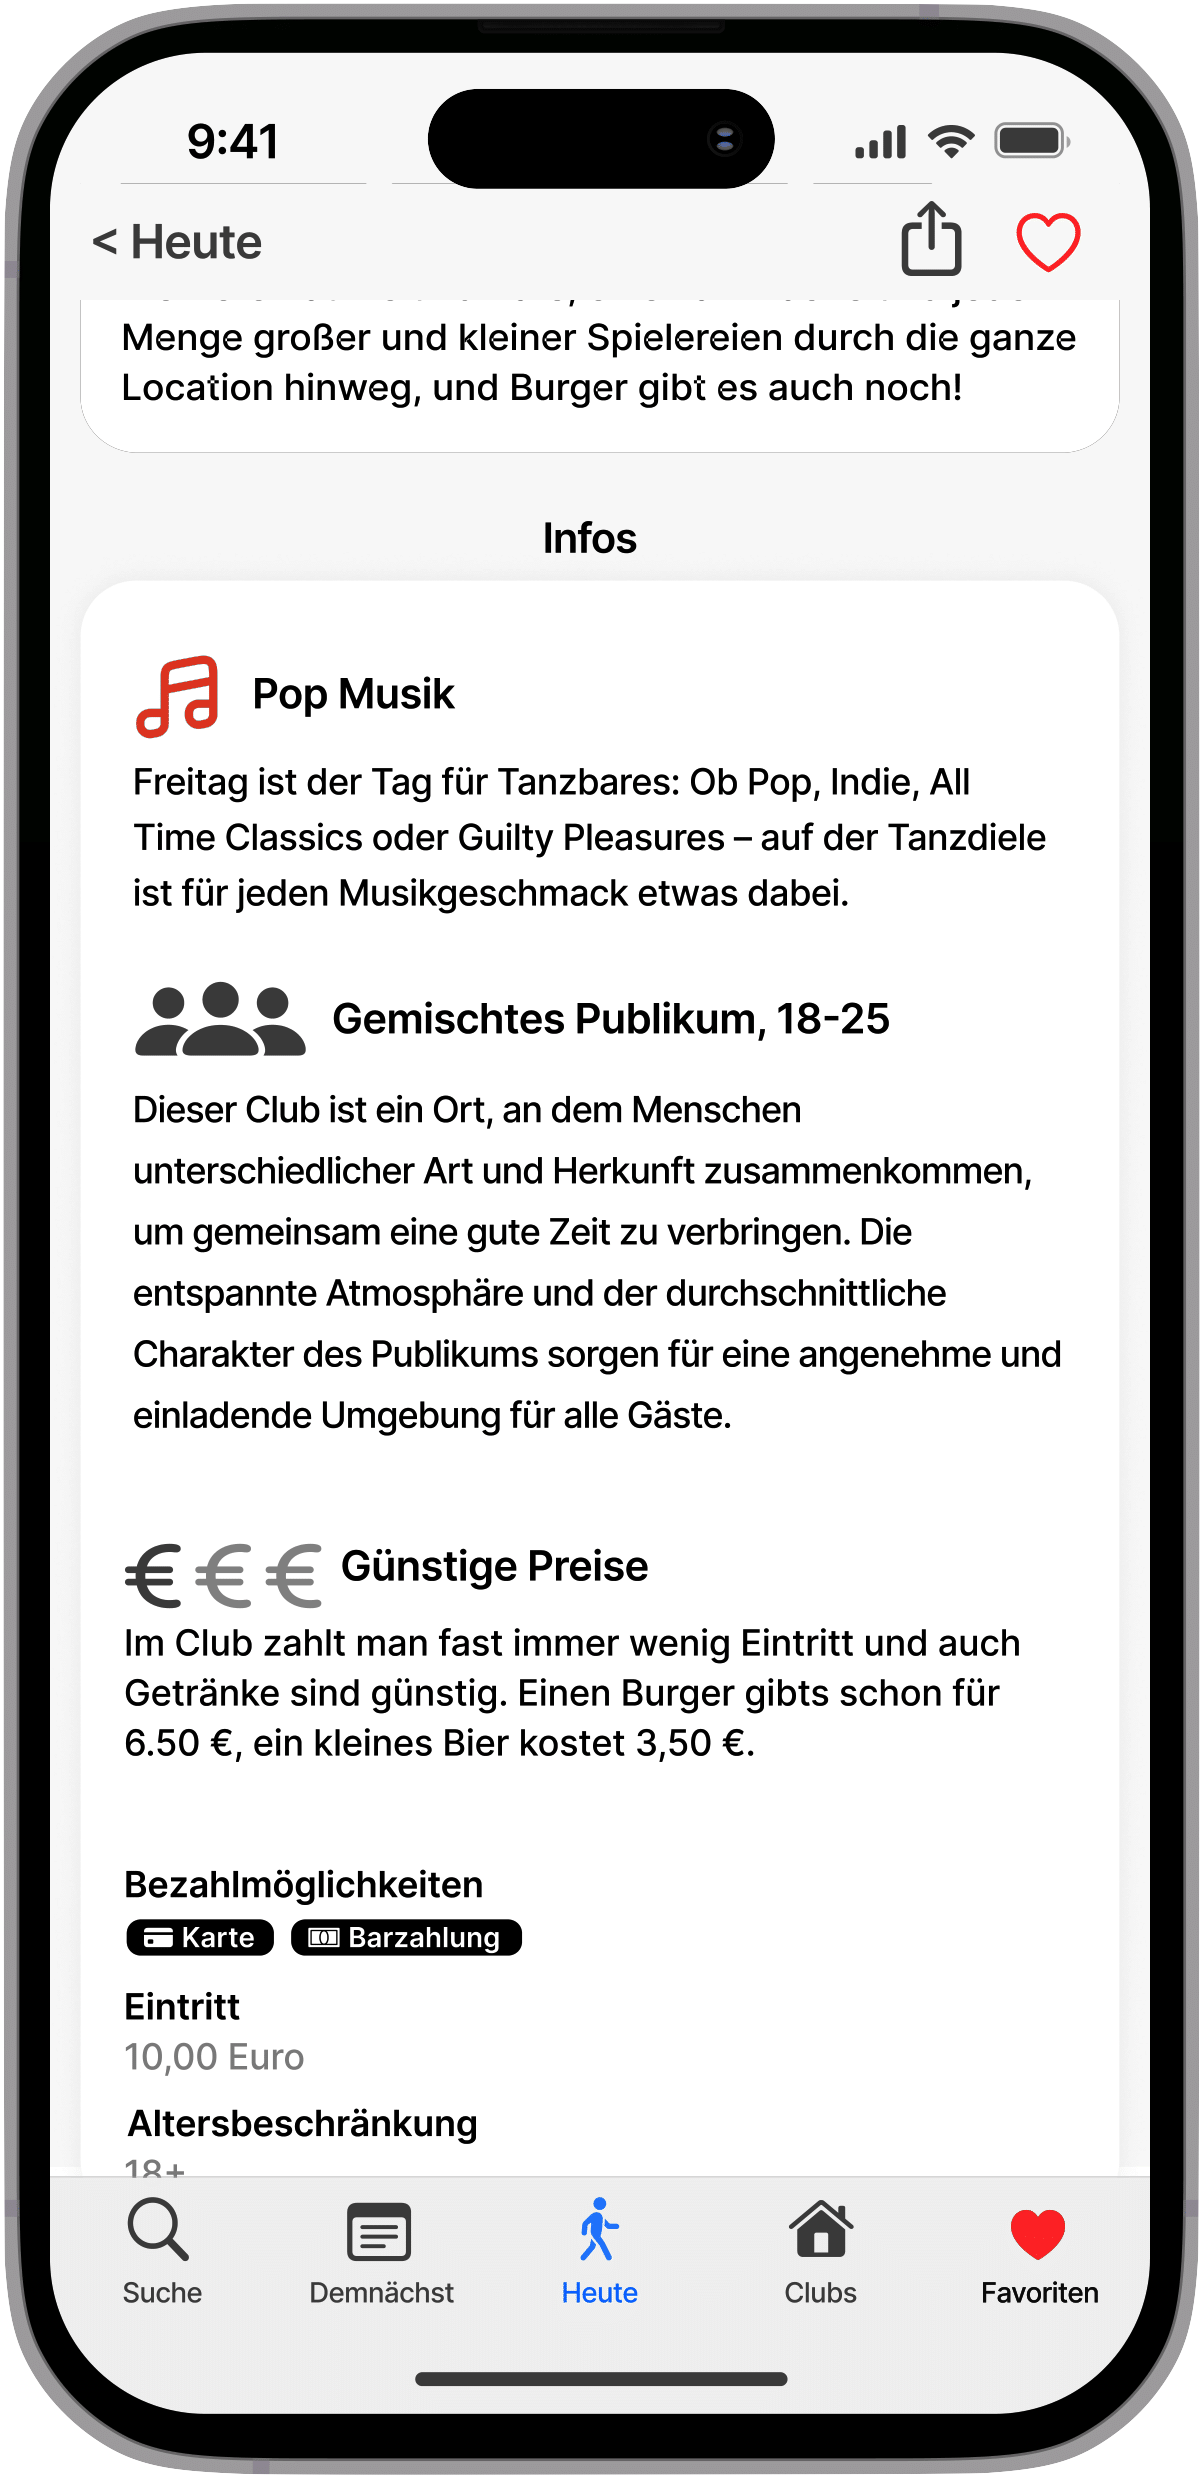 9:41
< Heute
Menge großer und kleiner Spielereien durch die ganze
Location hinweg, und Burger gibt es auch noch!
Infos
Pop Musik
Freitag ist der Tag für Tanzbares: Ob Pop, Indie, All
Time Classics oder Guilty Pleasures – auf der Tanzdiele
ist für jeden Musikgeschmack etwas dabei.
Gemischtes Publikum, 18-25
Dieser Club ist ein Ort, an dem Menschen
unterschiedlicher Art und Herkunft zusammenkommen,
um gemeinsam eine gute Zeit zu verbringen. Die
entspannte Atmosphäre und der durchschnittliche
Charakter des Publikums sorgen für eine angenehme und
einladende Umgebung für alle Gäste.
€ € € Günstige Preise
Im Club zahlt man fast immer wenig Eintritt und auch
Getränke sind günstig. Einen Burger gibts schon für
6.50 €, ein kleines Bier kostet 3,50 €.
Bezahlmöglichkeiten
Karte Barzahlung
Eintritt
10,00 Euro
Altersbeschränkung
18+
Suche Demnächst Heute Clubs Favoriten